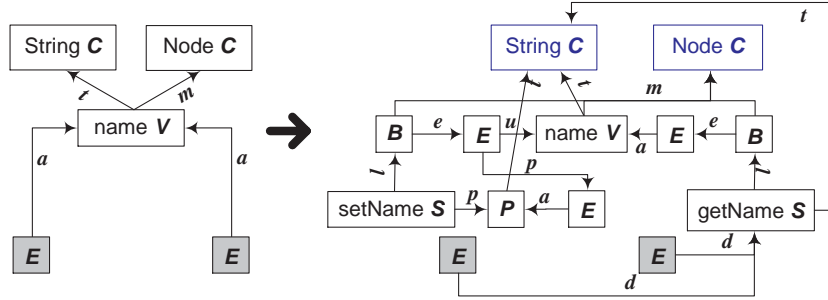 t
String C Node C
String C Node C
t m
t t
m
name V
B e E u name V a E e B
a a
l p l
setName S p P a E
getName S
E E
E E d
d